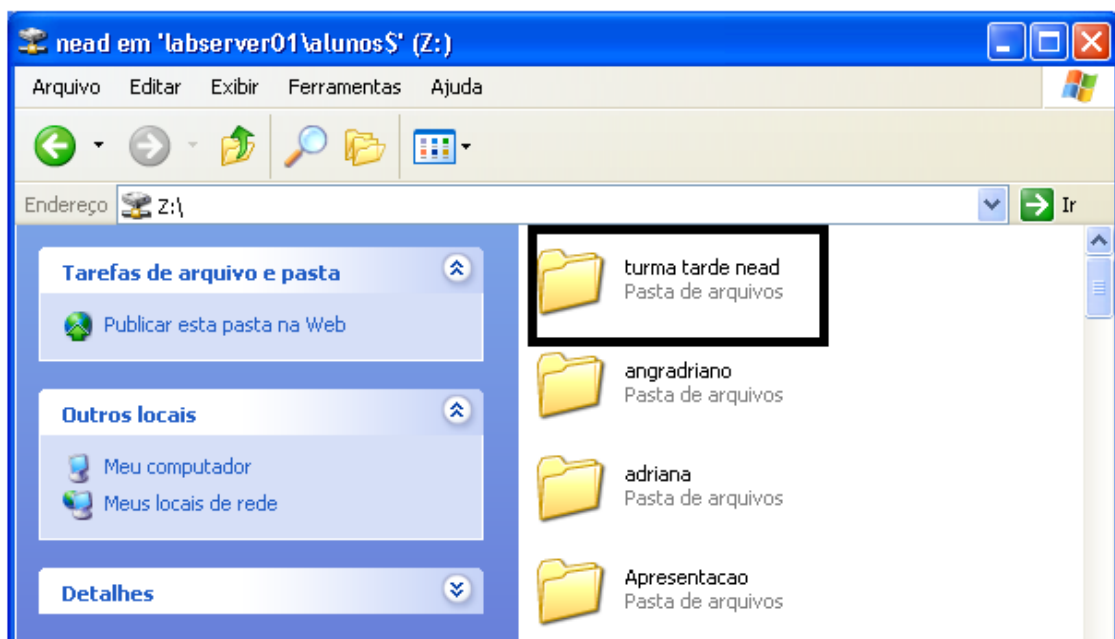 nead em 'labserver01\alunos$' (Z:)
Arquivo Editar Exibir Ferramentas Ajuda
Endereço Z:\ Ir
Tarefas de arquivo e pasta
Publicar esta pasta na Web
Outros locais
Meu computador
Meus locais de rede
Detalhes
turma tarde nead
Pasta de arquivos
angradriano
Pasta de arquivos
adriana
Pasta de arquivos
Apresentacao
Pasta de arquivos